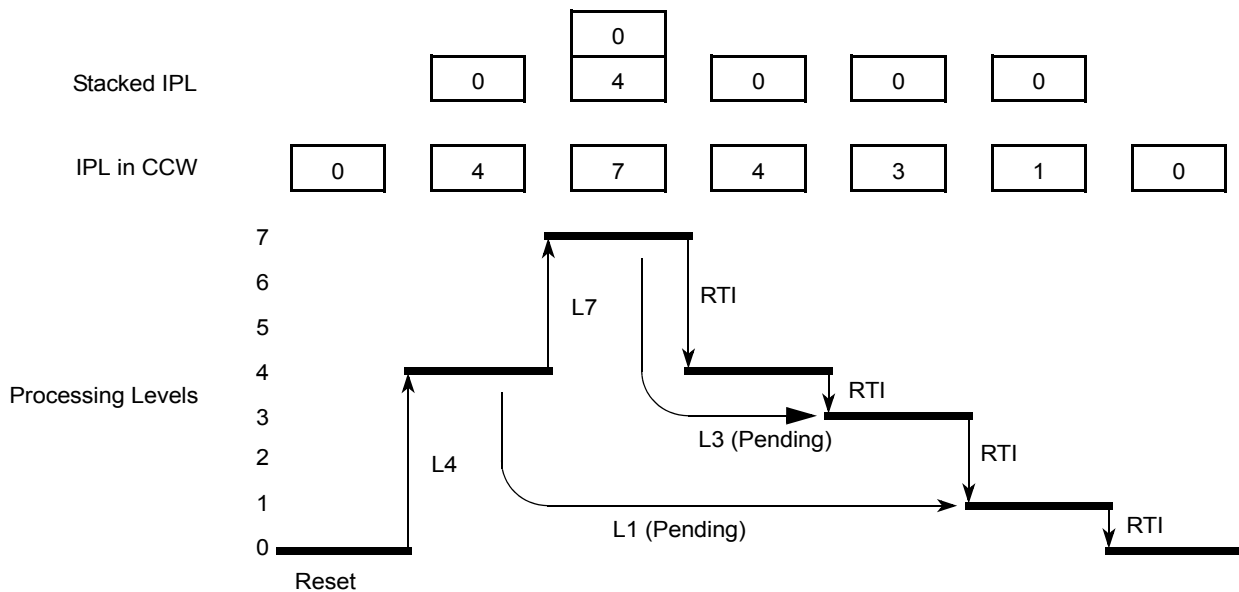 0
Stacked IPL 0 4 0 0 0
IPL in CCW 0 4 7 4 3 1 0
7
6
RTI
L7
5
Processing Levels
4
RTI
3
L3 (Pending)
2
RTI
L4
1
L1 (Pending)
RTI
0
Reset